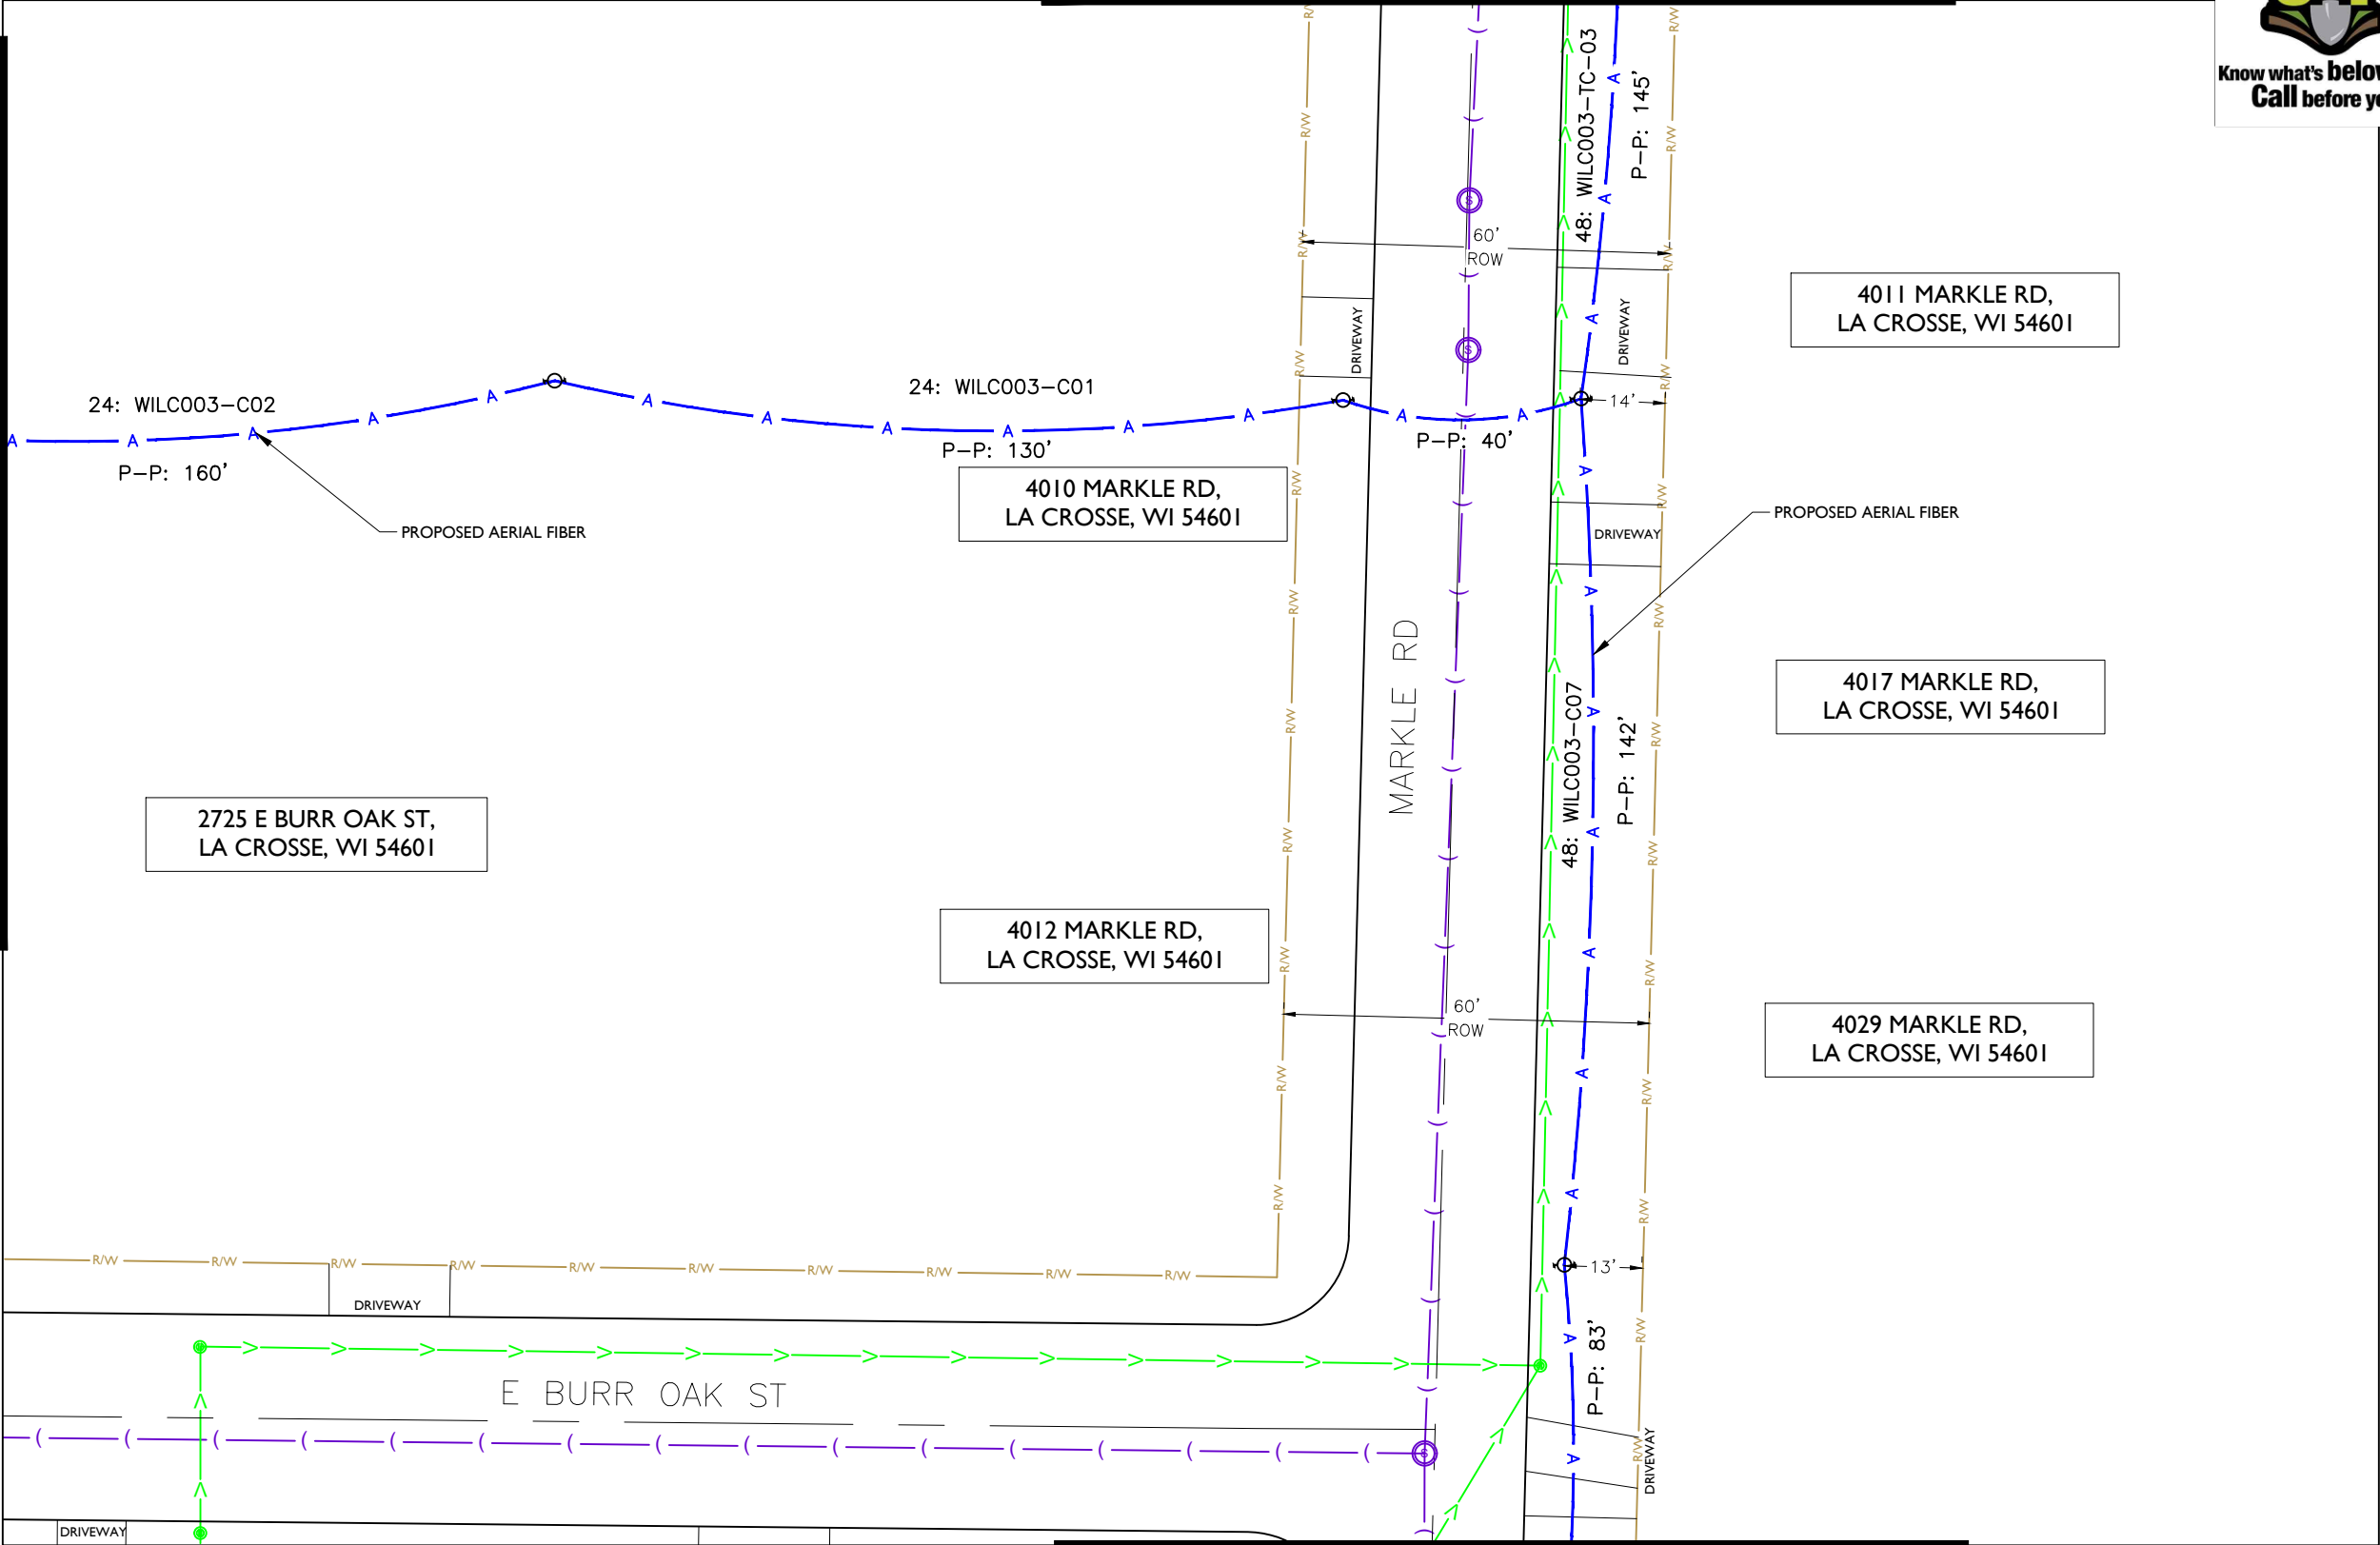 Know what's below
Call before yo
48: WILC003-TC-03
P-P: 145'
60'
ROW
DRIVEWAY
DRIVEWAY
4011 MARKLE RD,
LA CROSSE, WI 54601
24: WILC003-C02
24: WILC003-C01
14'
P-P: 160'
P-P: 130'
P-P: 40'
4010 MARKLE RD,
LA CROSSE, WI 54601
PROPOSED AERIAL FIBER
PROPOSED AERIAL FIBER
DRIVEWAY
MARKLE RD
48: WILC003-C07
P-P: 142'
4017 MARKLE RD,
LA CROSSE, WI 54601
2725 E BURR OAK ST,
LA CROSSE, WI 54601
4012 MARKLE RD,
LA CROSSE, WI 54601
60'
ROW
4029 MARKLE RD,
LA CROSSE, WI 54601
R/W R/W R/W R/W R/W R/W R/W R/W R/W R/W
13'
DRIVEWAY
P-P: 83'
E BURR OAK ST
DRIVEWAY
DRIVEWAY